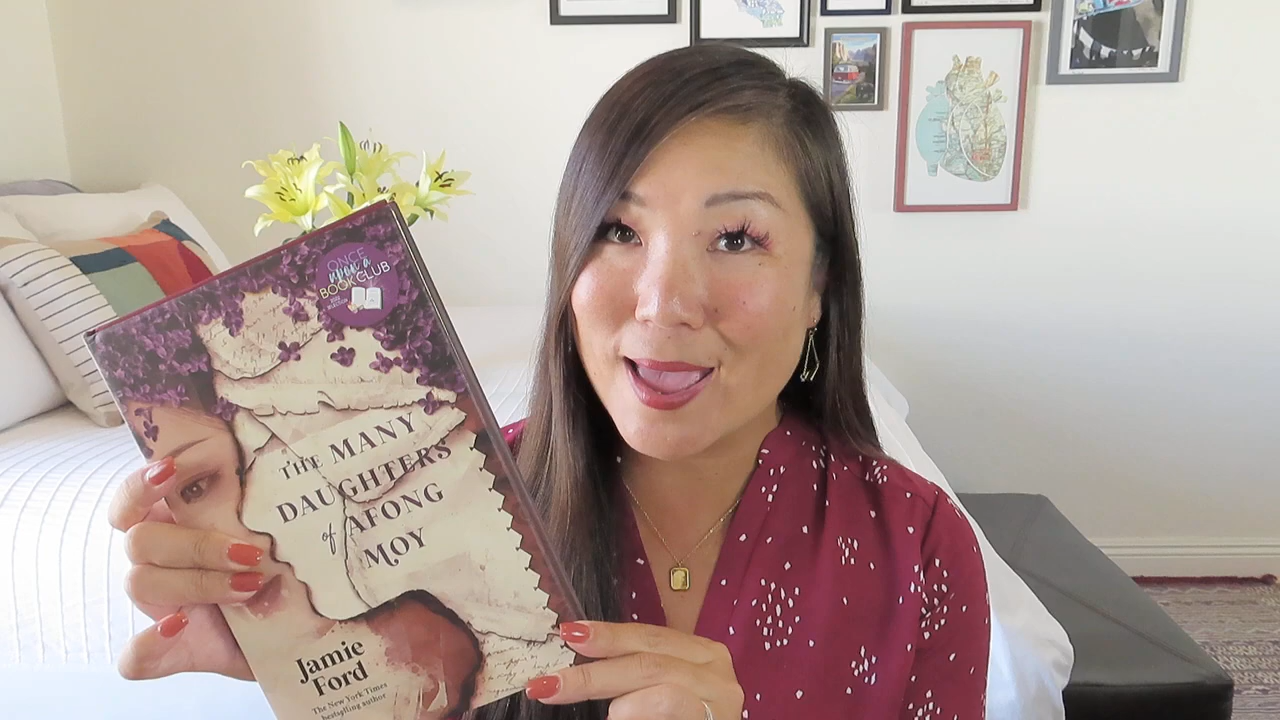 ONCE
upon a
BOOK CLUB
THE MANY
DAUGHTERS
of AFONG
MOY
Jamie
Ford
The New York Times
bestselling author